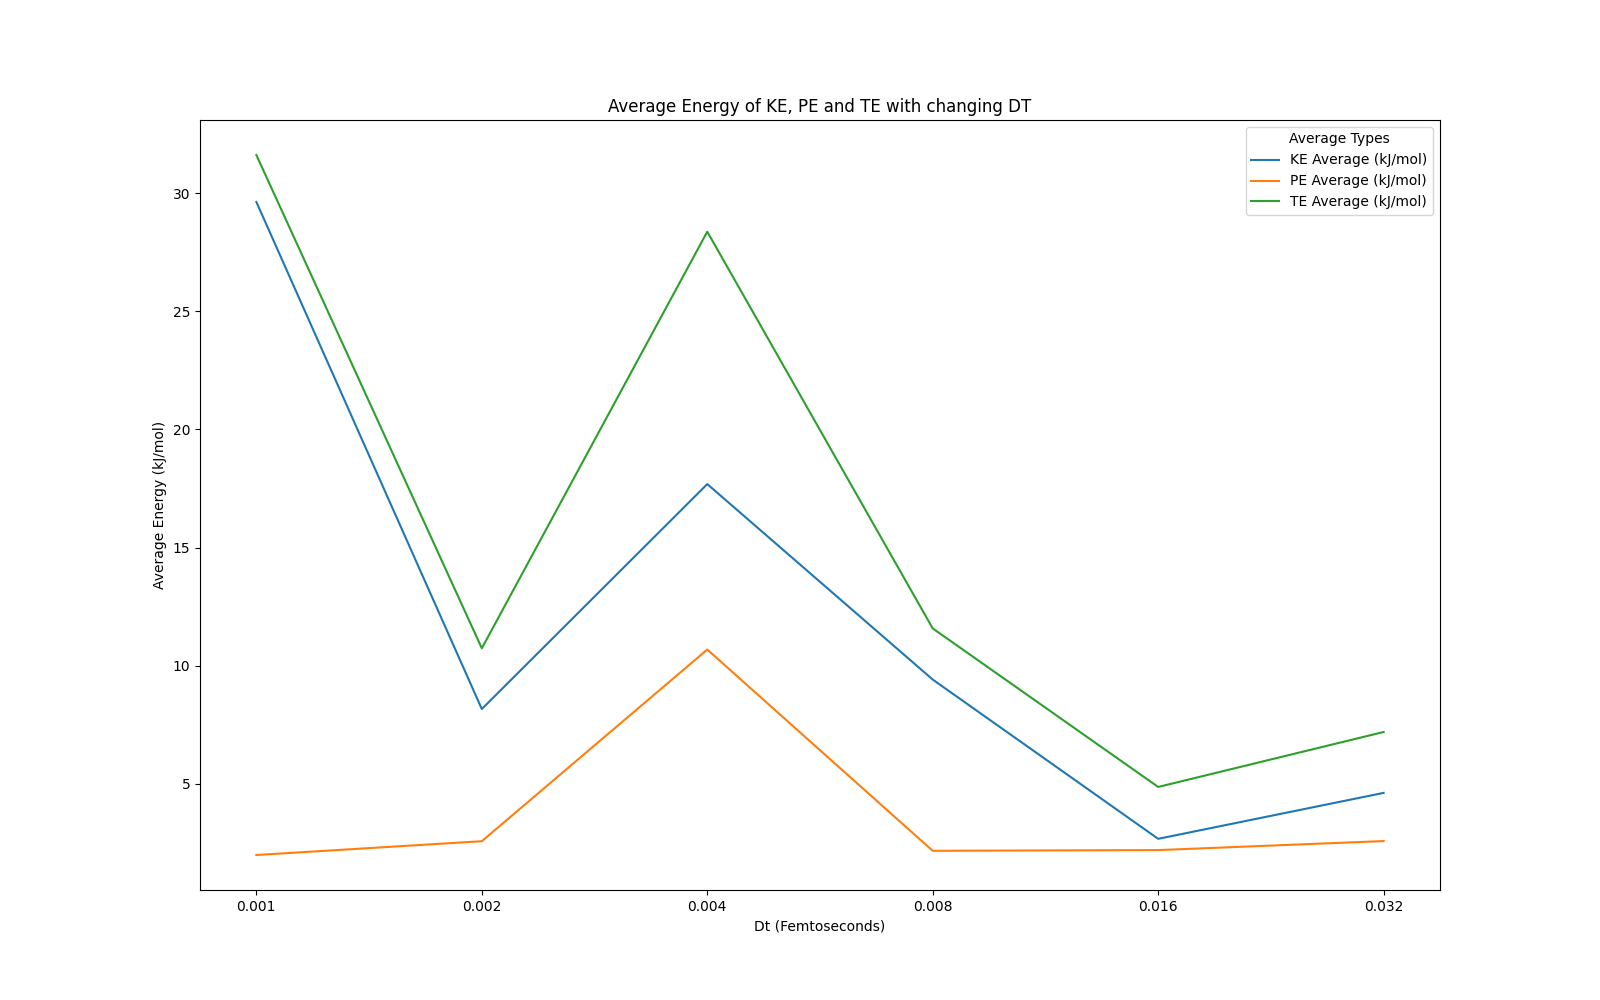 Average Energy of KE, PE and TE with changing DT
Average Types
KE Average (kJ/mol)
PE Average (kJ/mol)
TE Average (kJ/mol)
Average Energy (kJ/mol)
30
25
20
15
10
5
0.001
0.002
0.004
0.008
0.016
0.032
Dt (Femtoseconds)